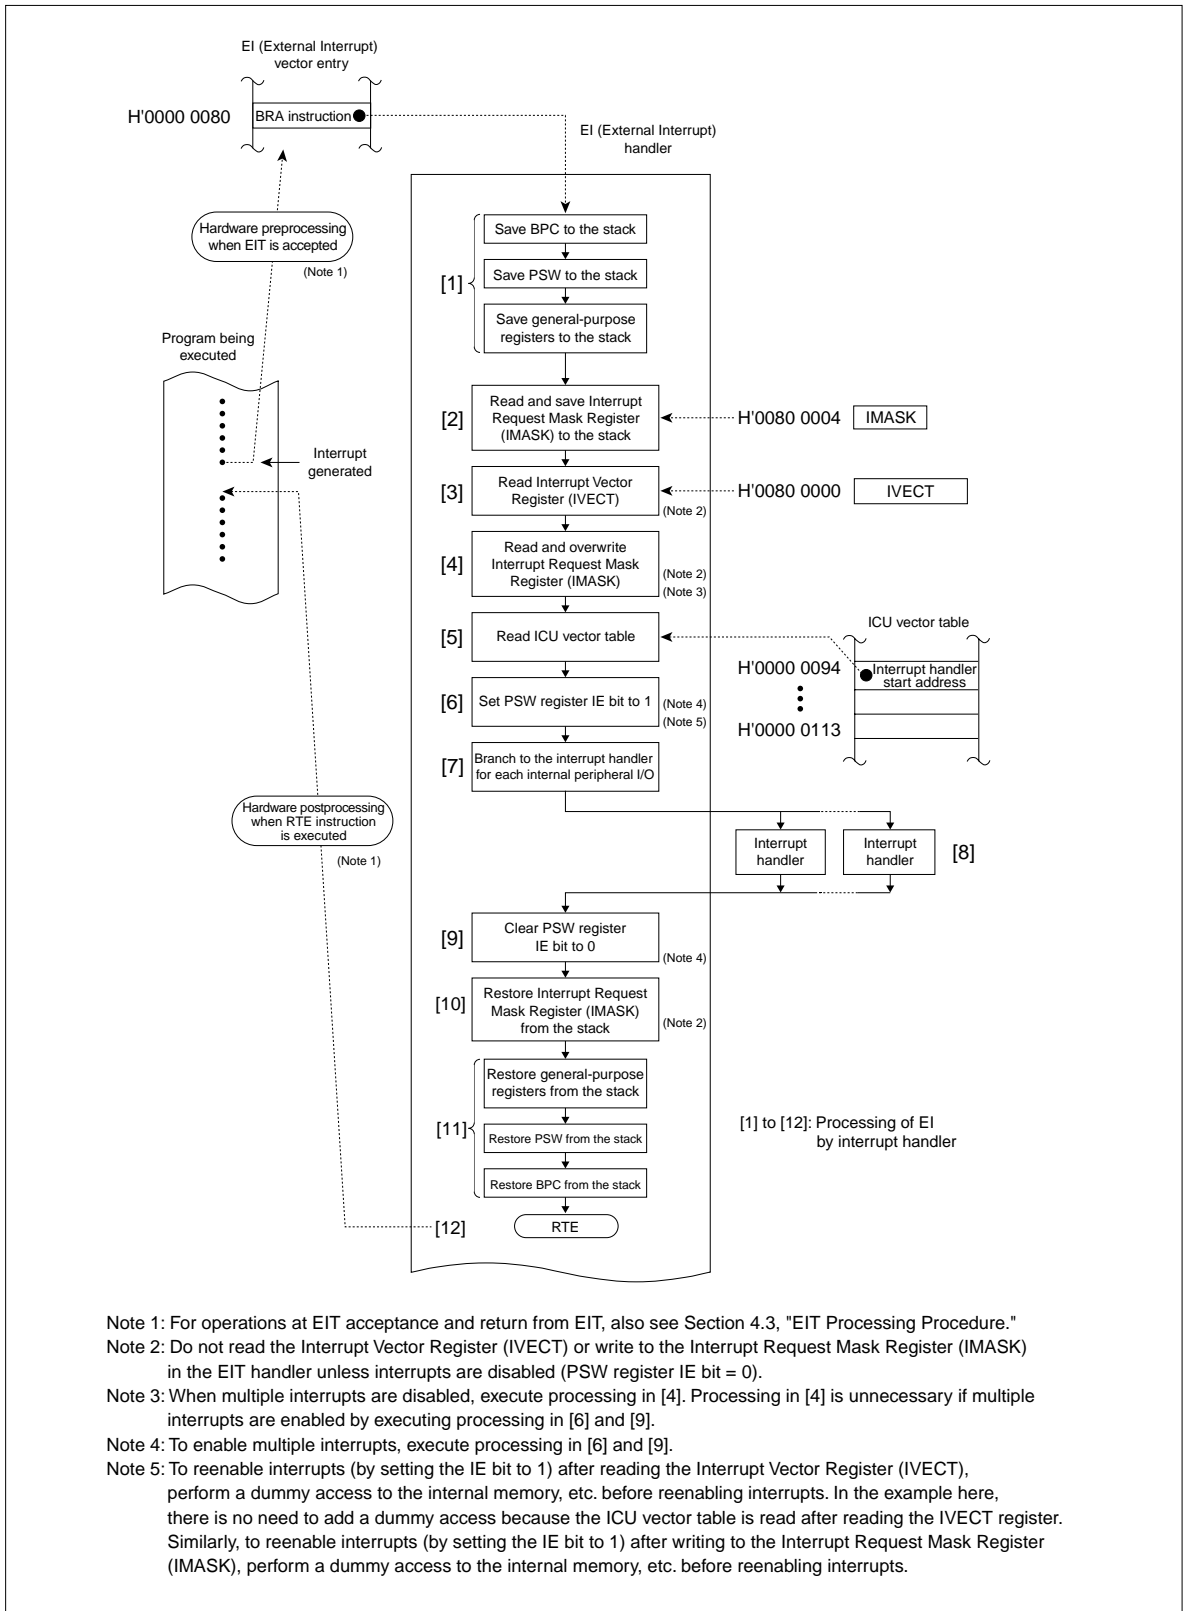 EI (External Interrupt)
vector entry
H'0000 0080
BRA instruction
EI (External Interrupt)
handler
Hardware preprocessing
when EIT is accepted
(Note 1)
Save BPC to the stack
[1]
Save PSW to the stack
Save general-purpose
registers to the stack
Program being
executed
Interrupt
generated
[2]
Read and save Interrupt
Request Mask Register
(IMASK) to the stack
H'0080 0004
IMASK
[3]
Read Interrupt Vector
Register (IVECT)
(Note 2)
H'0080 0000
IVECT
[4]
Read and overwrite
Interrupt Request Mask
Register (IMASK)
(Note 2)
(Note 3)
[5]
Read ICU vector table
ICU vector table
H'0000 0094
Interrupt handler
start address
H'0000 0113
[6]
Set PSW register IE bit to 1
(Note 4)
(Note 5)
[7]
Branch to the interrupt handler
for each internal peripheral I/O
Hardware postprocessing
when RTE instruction
is executed
(Note 1)
Interrupt
handler
Interrupt
handler
[8]
[9]
Clear PSW register
IE bit to 0
(Note 4)
[10]
Restore Interrupt Request
Mask Register (IMASK)
from the stack
(Note 2)
[11]
Restore general-purpose
registers from the stack
Restore PSW from the stack
Restore BPC from the stack
[1] to [12]: Processing of EI
by interrupt handler
[12]
RTE
Note 1: For operations at EIT acceptance and return from EIT, also see Section 4.3, "EIT Processing Procedure."
Note 2: Do not read the Interrupt Vector Register (IVECT) or write to the Interrupt Request Mask Register (IMASK)
in the EIT handler unless interrupts are disabled (PSW register IE bit = 0).
Note 3: When multiple interrupts are disabled, execute processing in [4]. Processing in [4] is unnecessary if multiple
interrupts are enabled by executing processing in [6] and [9].
Note 4: To enable multiple interrupts, execute processing in [6] and [9].
Note 5: To reenable interrupts (by setting the IE bit to 1) after reading the Interrupt Vector Register (IVECT),
perform a dummy access to the internal memory, etc. before reenabling interrupts. In the example here,
there is no need to add a dummy access because the ICU vector table is read after reading the IVECT register.
Similarly, to reenable interrupts (by setting the IE bit to 1) after writing to the Interrupt Request Mask Register
(IMASK), perform a dummy access to the internal memory, etc. before reenabling interrupts.